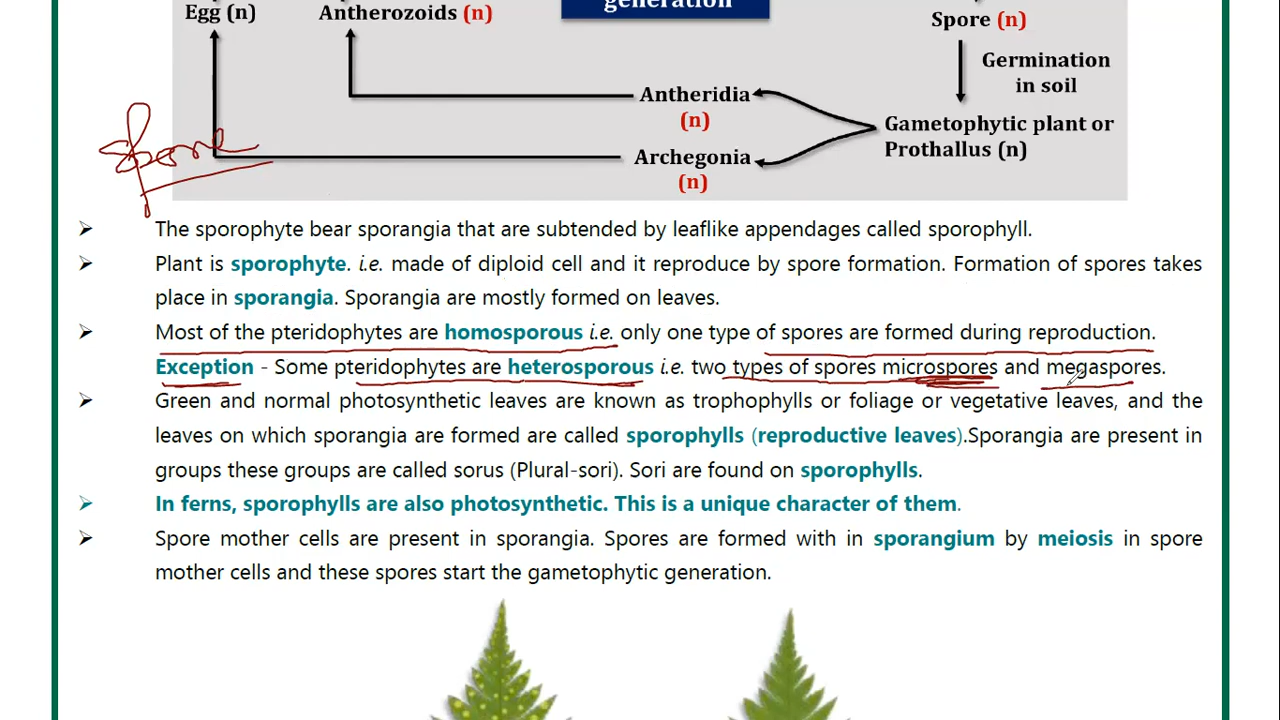 generation
Egg (n)
Antherozoids (n)
Spore (n)
Germination
in soil
Antheridia
(n)
Gametophytic plant or
Prothallus (n)
Archegonia
(n)
Spore
➢ The sporophyte bear sporangia that are subtended by leaflike appendages called sporophyll.
➢ Plant is sporophyte. i.e. made of diploid cell and it reproduce by spore formation. Formation of spores takes
place in sporangia. Sporangia are mostly formed on leaves.
➢ Most of the pteridophytes are homosporous i.e. only one type of spores are formed during reproduction.
Exception - Some pteridophytes are heterosporous i.e. two types of spores microspores and megaspores.
➢ Green and normal photosynthetic leaves are known as trophophylls or foliage or vegetative leaves, and the
leaves on which sporangia are formed are called sporophylls (reproductive leaves).Sporangia are present in
groups these groups are called sorus (Plural-sori). Sori are found on sporophylls.
➢ In ferns, sporophylls are also photosynthetic. This is a unique character of them.
➢ Spore mother cells are present in sporangia. Spores are formed with in sporangium by meiosis in spore
mother cells and these spores start the gametophytic generation.